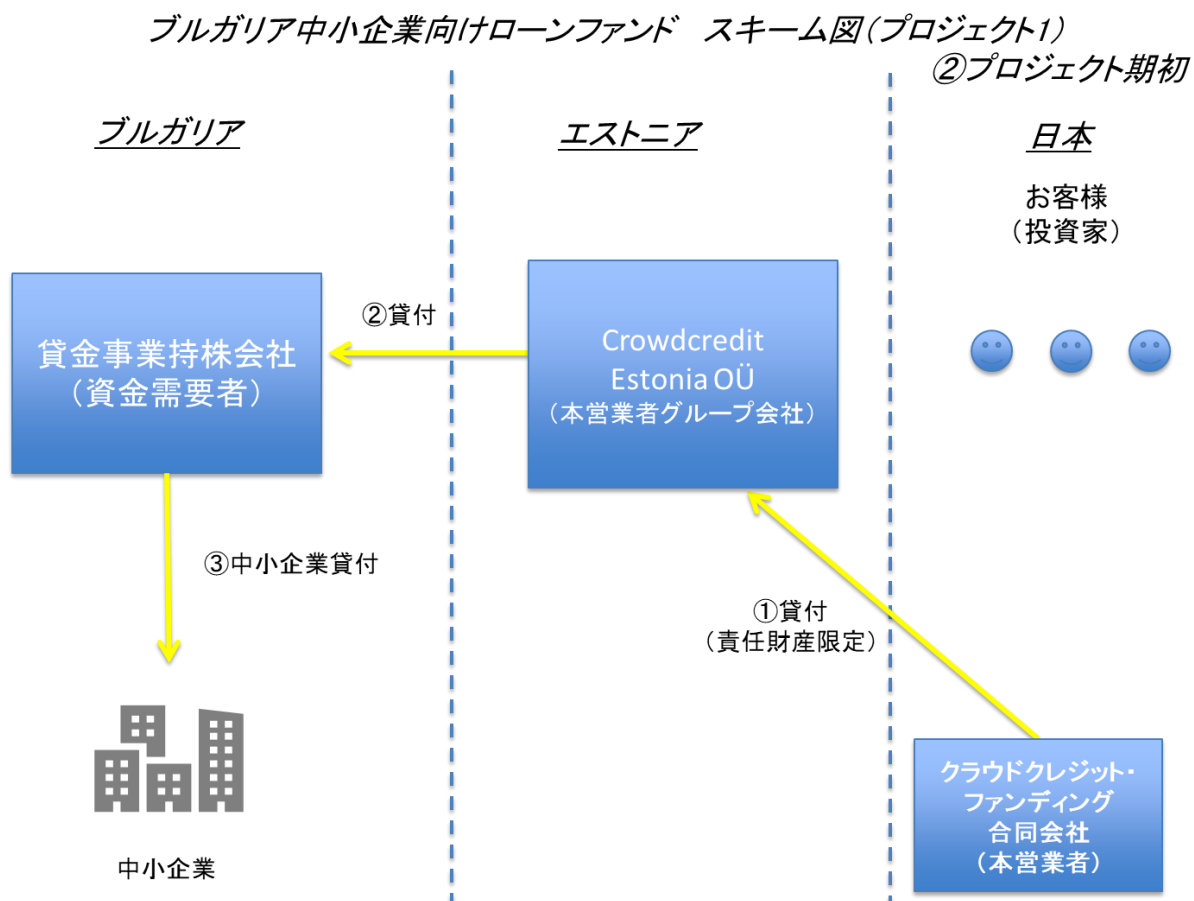 ブルガリア中小企業向けローンファンド　スキーム図(プロジェクト1)
②プロジェクト期初
ブルガリア
エストニア
日本
お客様
（投資家）
貸金事業持株会社
（資金需要者）
②貸付
Crowdcredit
Estonia OÜ
（本営業者グループ会社）
③中小企業貸付
①貸付
（責任財産限定）
クラウドクレジット・
ファンディング
合同会社
（本営業者）
中小企業